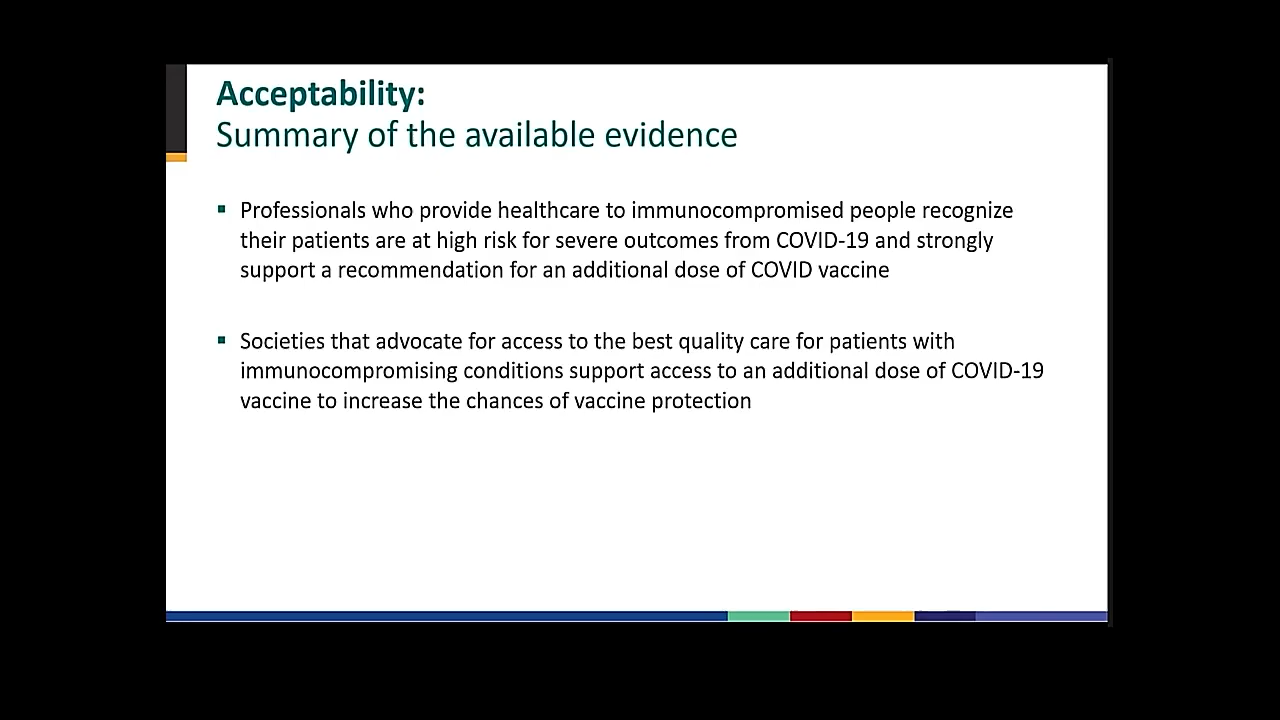 Acceptability:
Summary of the available evidence
Professionals who provide healthcare to immunocompromised people recognize
their patients are at high risk for severe outcomes from COVID-19 and strongly
support a recommendation for an additional dose of COVID vaccine
Societies that advocate for access to the best quality care for patients with
immunocompromising conditions support access to an additional dose of COVID-19
vaccine to increase the chances of vaccine protection